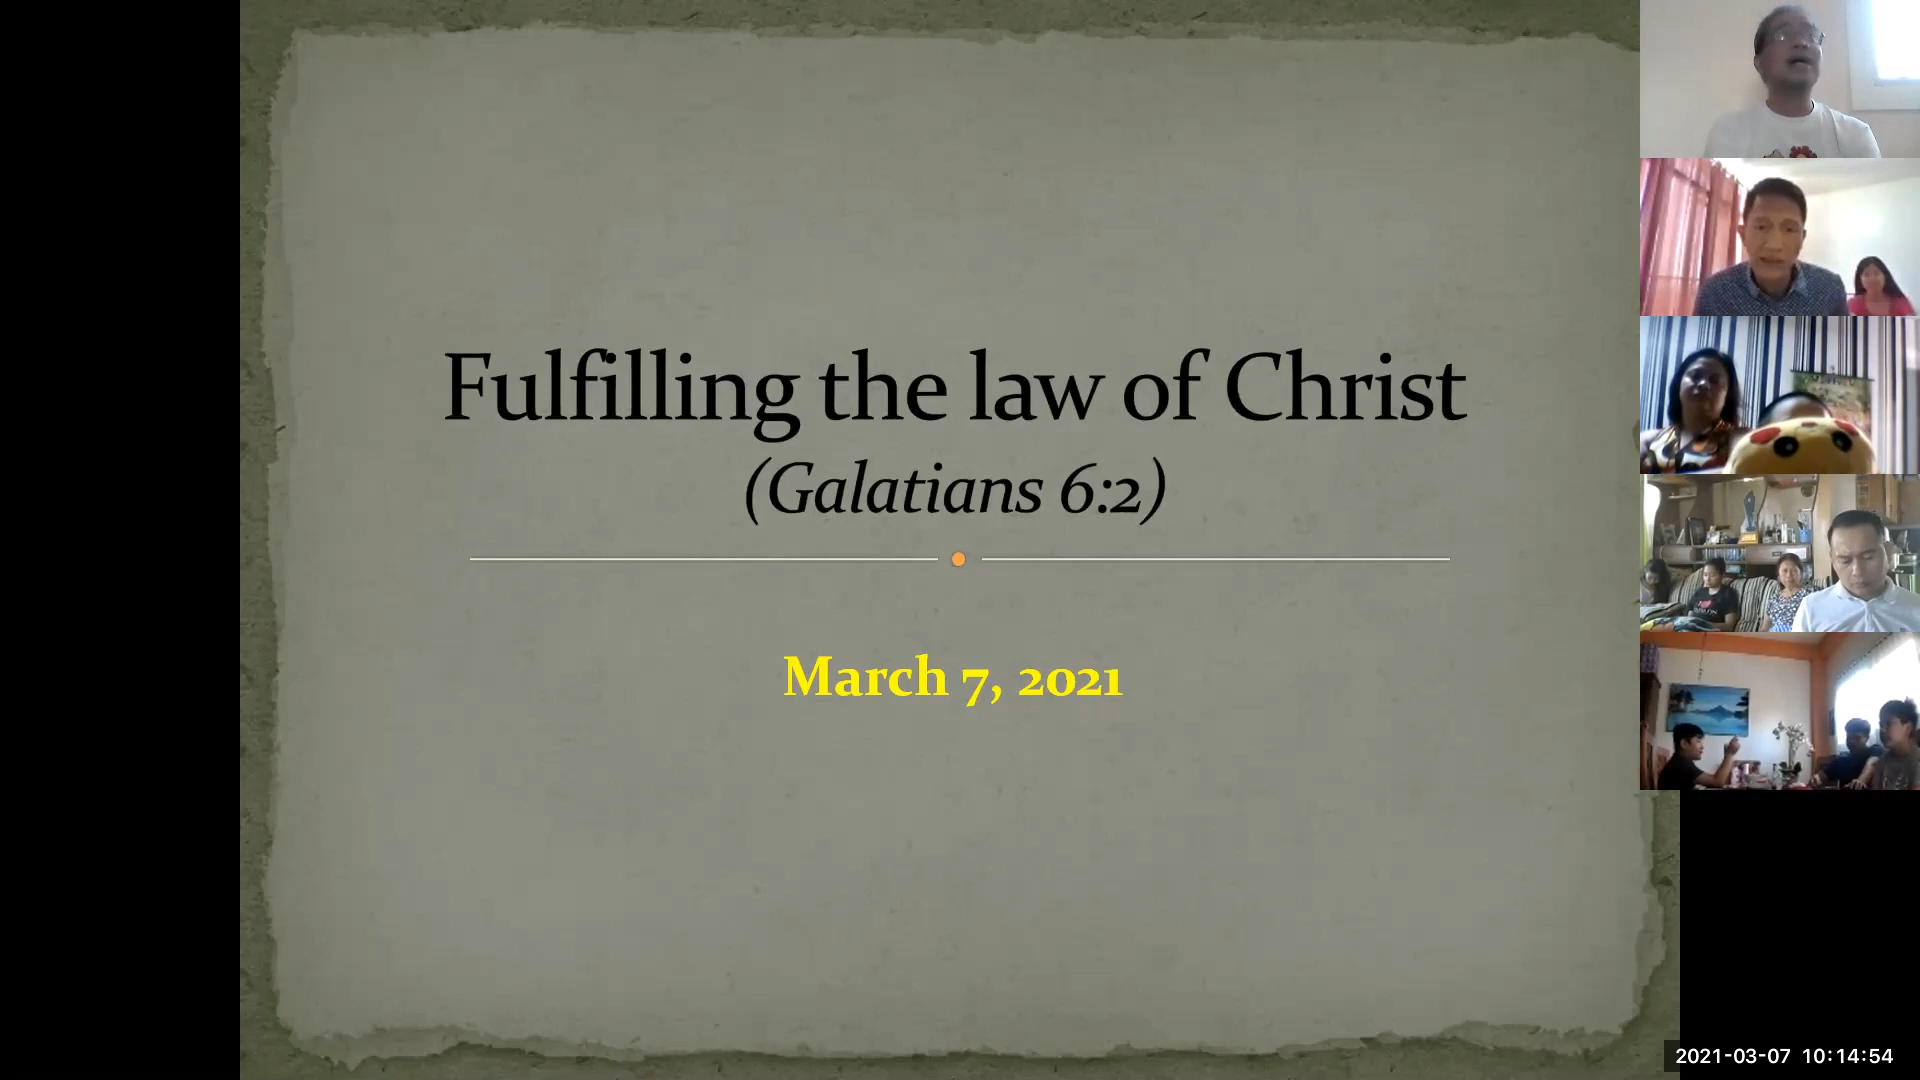 Fulfilling the law of Christ
(Galatians 6:2)
March 7, 2021
2021-03-07 10:14:54